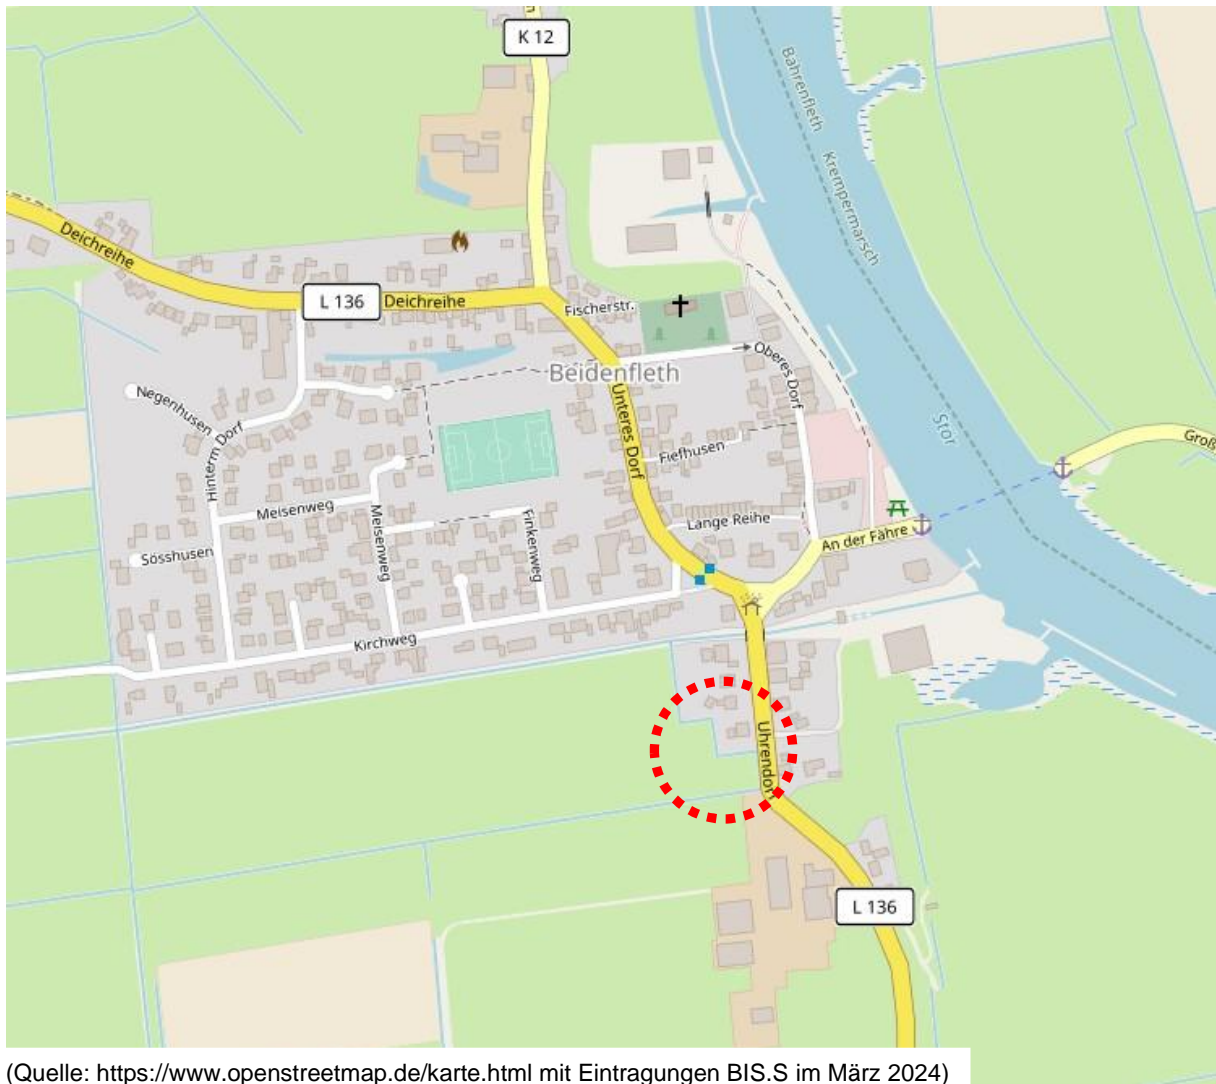 K 12
Bahrenfleth
Krempermarsch
Deichreihe
L 136
Deichreihe
Fischerstr.
Beidenfleth
Oberes Dorf
Negenhusen
Hinterm Dorf
Unteres Dorf
Stör
Groß
Fiefhusen
Meisenweg
Meisenweg
Finkenweg
Lange Reihe
An der Fähre
Sösshusen
Kirchweg
Uhrendorf
L 136
(Quelle: https://www.openstreetmap.de/karte.html mit Eintragungen BIS.S im März 2024)